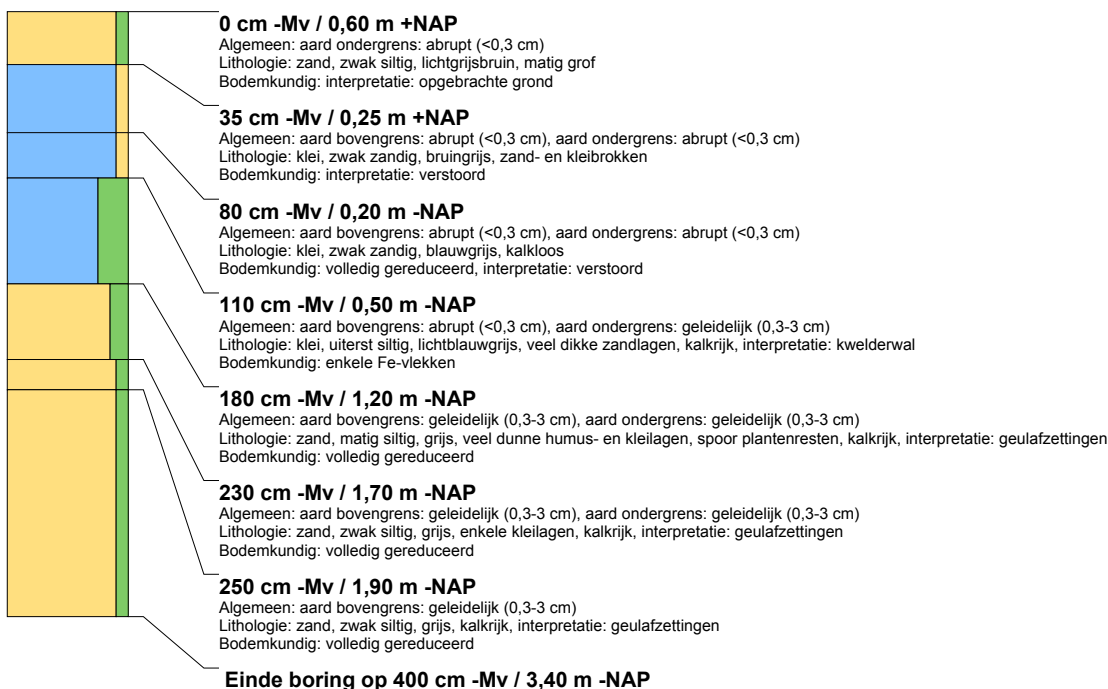 0 cm -Mv / 0,60 m +NAP
Algemeen: aard ondergrens: abrupt (<0,3 cm)
Lithologie: zand, zwak siltig, lichtgrijsbruin, matig grof
Bodemkundig: interpretatie: opgebrachte grond
35 cm -Mv / 0,25 m +NAP
Algemeen: aard bovengrens: abrupt (<0,3 cm), aard ondergrens: abrupt (<0,3 cm)
Lithologie: klei, zwak zandig, bruingrijs, zand- en kleibrokken
Bodemkundig: interpretatie: verstoord
80 cm -Mv / 0,20 m -NAP
Algemeen: aard bovengrens: abrupt (<0,3 cm), aard ondergrens: abrupt (<0,3 cm)
Lithologie: klei, zwak zandig, blauwgrijs, kalkloos
Bodemkundig: volledig gereduceerd, interpretatie: verstoord
110 cm -Mv / 0,50 m -NAP
Algemeen: aard bovengrens: abrupt (<0,3 cm), aard ondergrens: geleidelijk (0,3-3 cm)
Lithologie: klei, uiterst siltig, lichtblauwgrijs, veel dikke zandlagen, kalkrijk, interpretatie: kwelderwal
Bodemkundig: enkele Fe-vlekken
180 cm -Mv / 1,20 m -NAP
Algemeen: aard bovengrens: geleidelijk (0,3-3 cm), aard ondergrens: geleidelijk (0,3-3 cm)
Lithologie: zand, matig siltig, grijs, veel dunne humus- en kleilagen, spoor plantenresten, kalkrijk, interpretatie: geulafzettingen
Bodemkundig: volledig gereduceerd
230 cm -Mv / 1,70 m -NAP
Algemeen: aard bovengrens: geleidelijk (0,3-3 cm), aard ondergrens: geleidelijk (0,3-3 cm)
Lithologie: zand, zwak siltig, grijs, enkele kleilagen, kalkrijk, interpretatie: geulafzettingen
Bodemkundig: volledig gereduceerd
250 cm -Mv / 1,90 m -NAP
Algemeen: aard bovengrens: geleidelijk (0,3-3 cm)
Lithologie: zand, zwak siltig, grijs, kalkrijk, interpretatie: geulafzettingen
Bodemkundig: volledig gereduceerd
Einde boring op 400 cm -Mv / 3,40 m -NAP